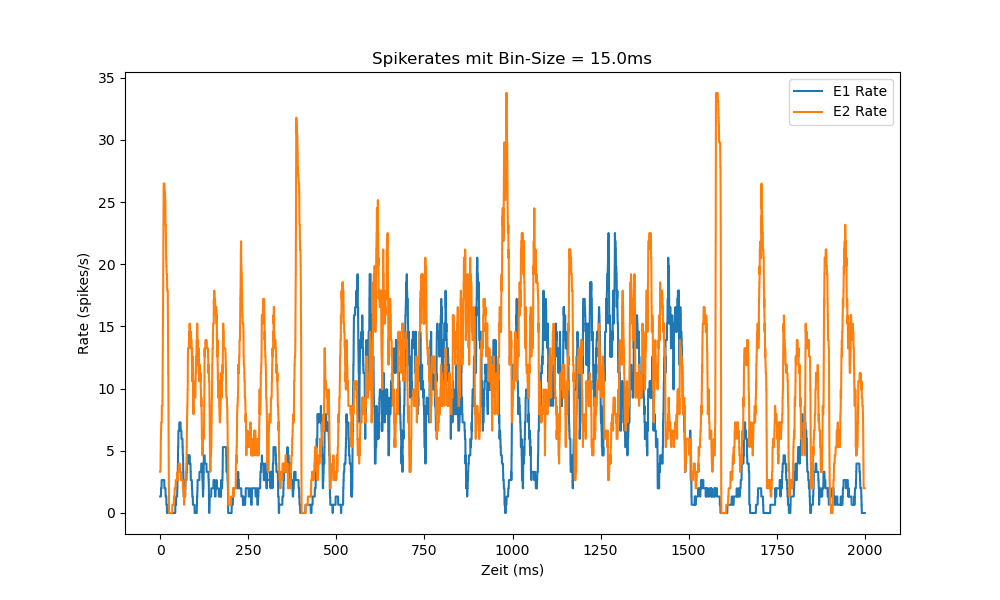 Spikerates mit Bin-Size = 15.0ms
E1 Rate
E2 Rate
Rate (spikes/s)
35
30
25
20
15
10
5
0
0 250 500 750 1000 1250 1500 1750 2000
Zeit (ms)